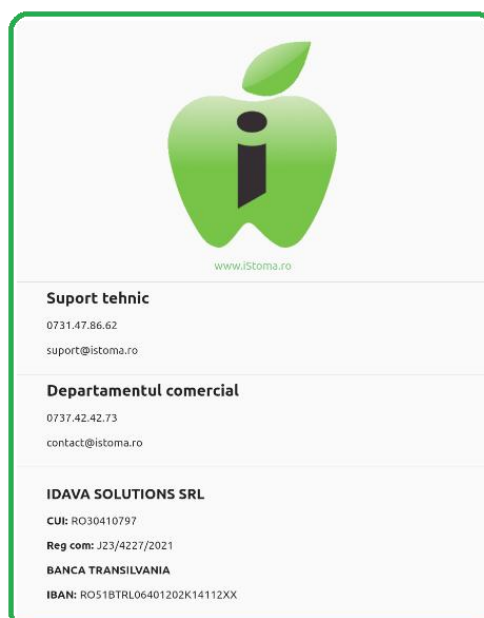 i
www.iStoma.ro
Suport tehnic
0731.47.86.62
suport@istoma.ro
Departamentul comercial
0737.42.42.73
contact@istoma.ro
IDAVA SOLUTIONS SRL
CUI: RO30410797
Reg com: J23/4227/2021
BANCA TRANSILVANIA
IBAN: RO51BTRL06401202K14112XX